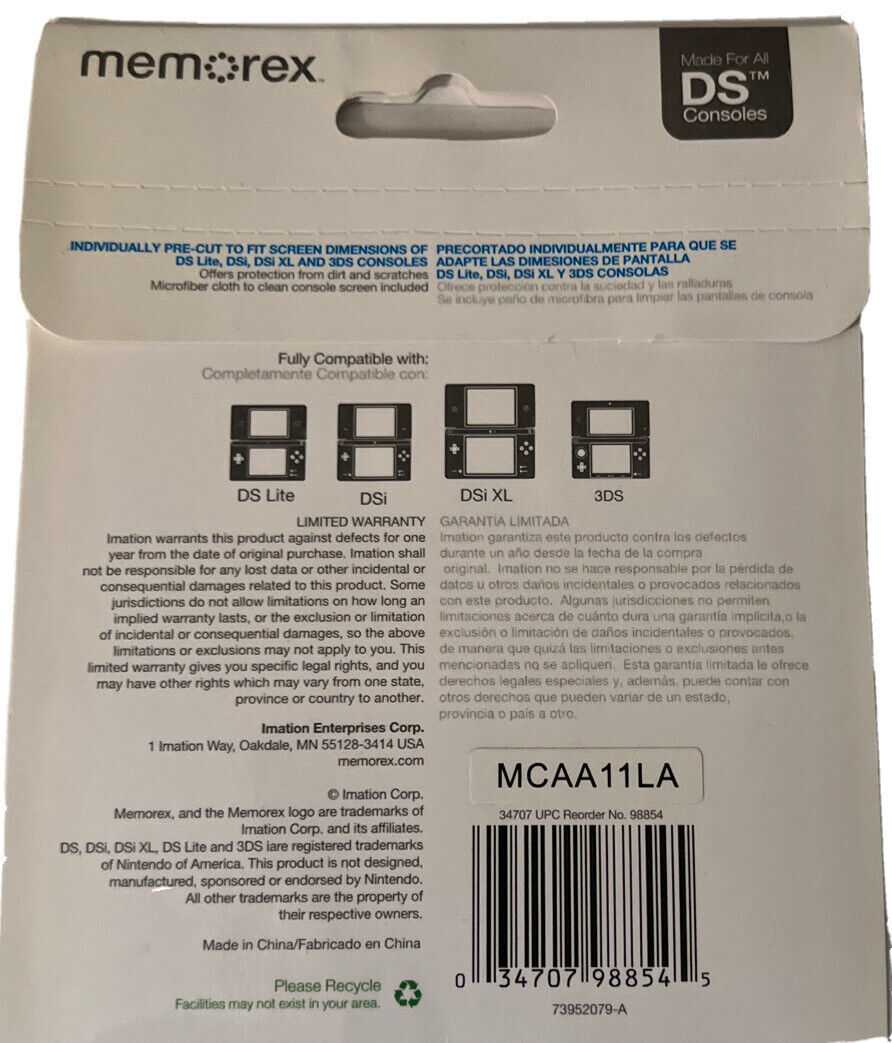 memorex™
Made For All
DS™
Consoles
INDIVIDUALLY PRE-CUT TO FIT SCREEN DIMENSIONS OF
DS Lite, DSi, DSi XL AND 3DS CONSOLES
Offers protection from dirt and scratches
Microfiber cloth to clean console screen included
PRECORTADO INDIVIDUALMENTE PARA QUE SE
ADAPTE LAS DIMESIONES DE PANTALLA
DS Lite, DSi, DSi XL Y 3DS CONSOLAS
Ofrece protección contra la suciedad y las ralladuras
Se incluye paño de microfibra para limpiar las pantallas de consola
Fully Compatible with:
Completamente Compatible con:
DS Lite
DSi
DSi XL
3DS
LIMITED WARRANTY
Imation warrants this product against defects for one
year from the date of original purchase. Imation shall
not be responsible for any lost data or other incidental or
consequential damages related to this product. Some
jurisdictions do not allow limitations on how long an
implied warranty lasts, or the exclusion or limitation
of incidental or consequential damages, so the above
limitations or exclusions may not apply to you. This
limited warranty gives you specific legal rights, and you
may have other rights which may vary from one state,
province or country to another.
GARANTIA LIMITADA
Imation garantiza este producto contra los defectos
durante un año desde la fecha de la compra
original. Imation no se hace responsable por la pérdida de
datos u otros daños incidentales o provocados relacionados
con este producto. Algunas jurisdicciones no permiten
limitaciones acerca de cuánto dura una garantía implícita,o la
exclusión o limitación de daños incidentales o provocados,
de manera que quizá las limitaciones o exclusiones antes
mencionadas no se apliquen. Esta garantía limitada le ofrece
derechos legales especiales y, además, puede contar con
otros derechos que pueden variar de un estado,
provincia o país a otro.
Imation Enterprises Corp.
1 Imation Way, Oakdale, MN 55128-3414 USA
memorex.com
© Imation Corp.
Memorex, and the Memorex logo are trademarks of
Imation Corp. and its affiliates.
DS, DSi, DSi XL, DS Lite and 3DS iare registered trademarks
of Nintendo of America. This product is not designed,
manufactured, sponsored or endorsed by Nintendo.
All other trademarks are the property of
their respective owners.
Made in China/Fabricado en China
Please Recycle
Facilities may not exist in your area.
MCAA11LA
34707 UPC Reorder No. 98854
0 34707 98854 5
73952079-A